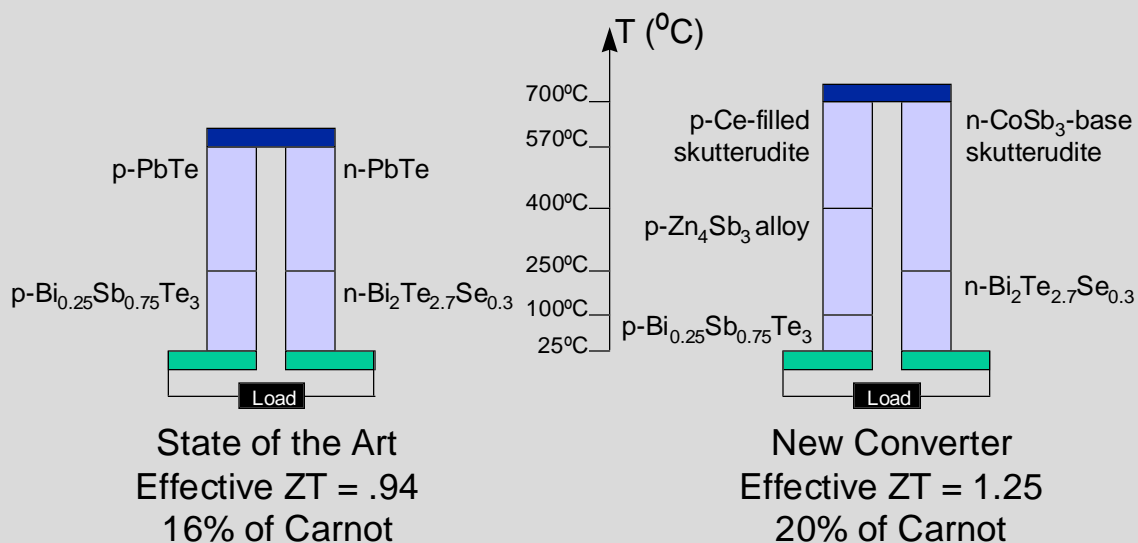 T (⁰C)
700ºC
570ºC
400ºC
250ºC
100ºC
25ºC
p-PbTe
n-PbTe
p-Bi₀.₂₅Sb₀.₇₅Te₃
n-Bi₂Te₂.₇Se₀.₃
Load
State of the Art
Effective ZT = .94
16% of Carnot
p-Ce-filled
skutterudite
n-CoSb₃-base
skutterudite
p-Zn₄Sb₃ alloy
n-Bi₂Te₂.₇Se₀.₃
p-Bi₀.₂₅Sb₀.₇₅Te₃
Load
New Converter
Effective ZT = 1.25
20% of Carnot